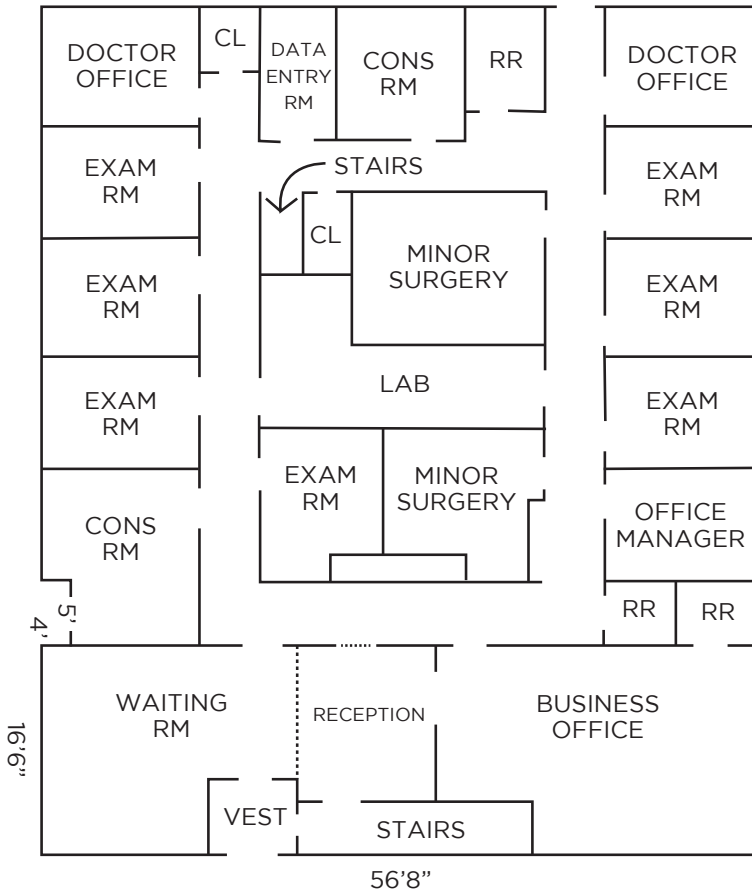 DOCTOR
OFFICE
CL
DATA
ENTRY
RM
CONS
RM
RR
DOCTOR
OFFICE
EXAM
RM
STAIRS
EXAM
RM
CL
MINOR
SURGERY
EXAM
RM
EXAM
RM
LAB
EXAM
RM
EXAM
RM
EXAM
RM
MINOR
SURGERY
CONS
RM
OFFICE
MANAGER
5'
4'
RR
RR
WAITING
RM
RECEPTION
BUSINESS
OFFICE
16'6"
VEST
STAIRS
56'8"